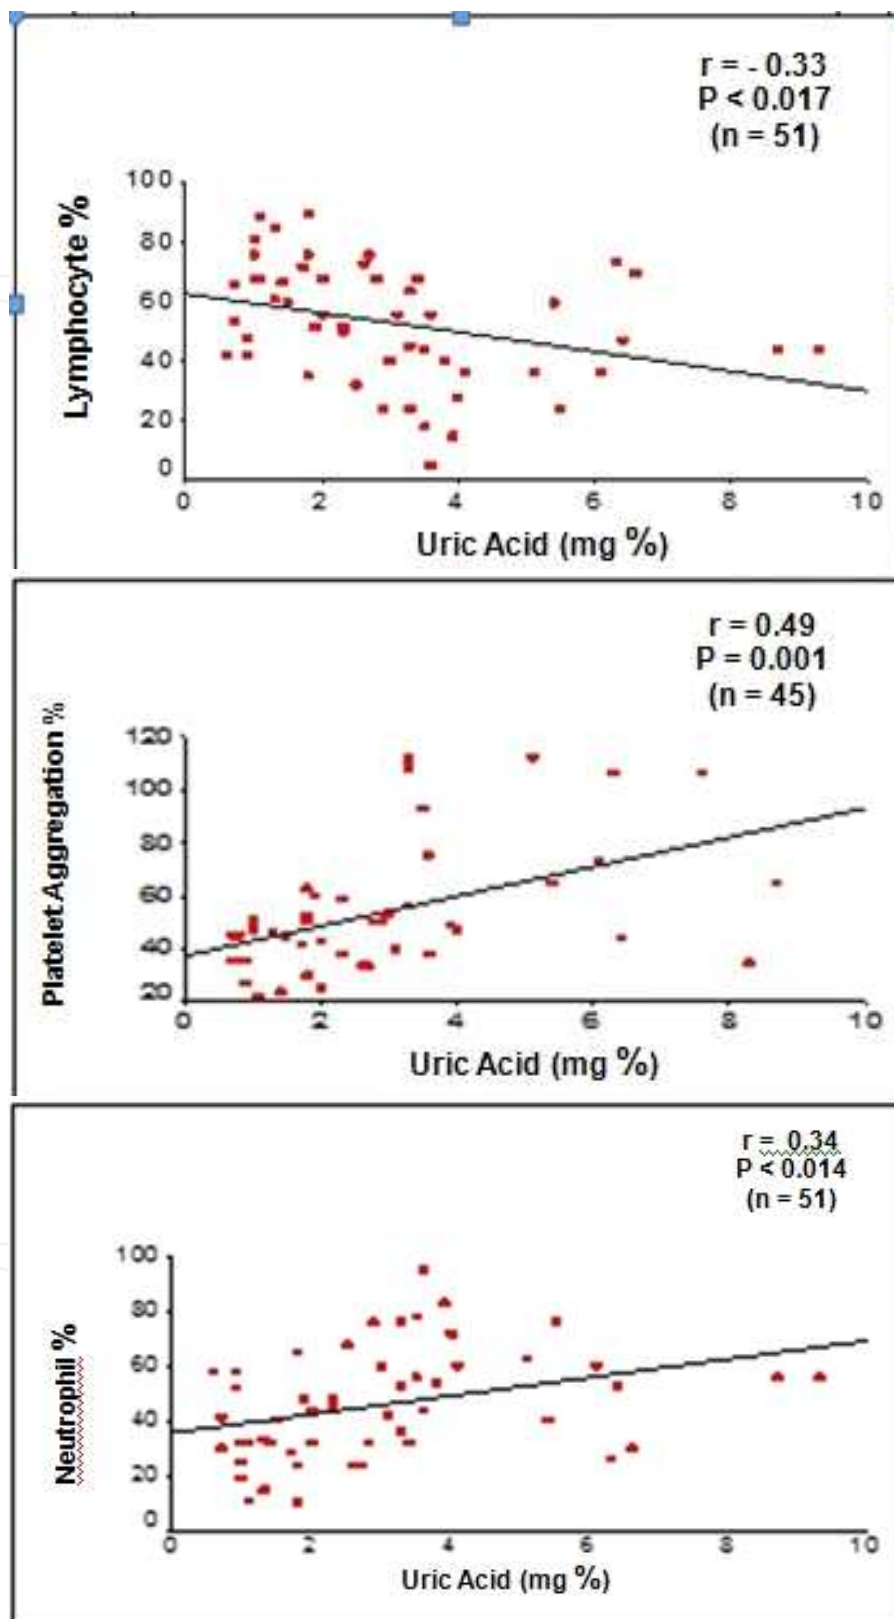 r = - 0.33
P < 0.017
(n = 51)
Lymphocyte %
100
80
60
40
20
0
0 2 4 6 8 10
Uric Acid (mg %)
r = 0.49
P = 0.001
(n = 45)
Platelet Aggregation %
120
100
80
60
40
20
0 2 4 6 8 10
Uric Acid (mg %)
r = 0.34
P < 0.014
(n = 51)
Neutrophil %
100
80
60
40
20
0
0 2 4 6 8 10
Uric Acid (mg %)